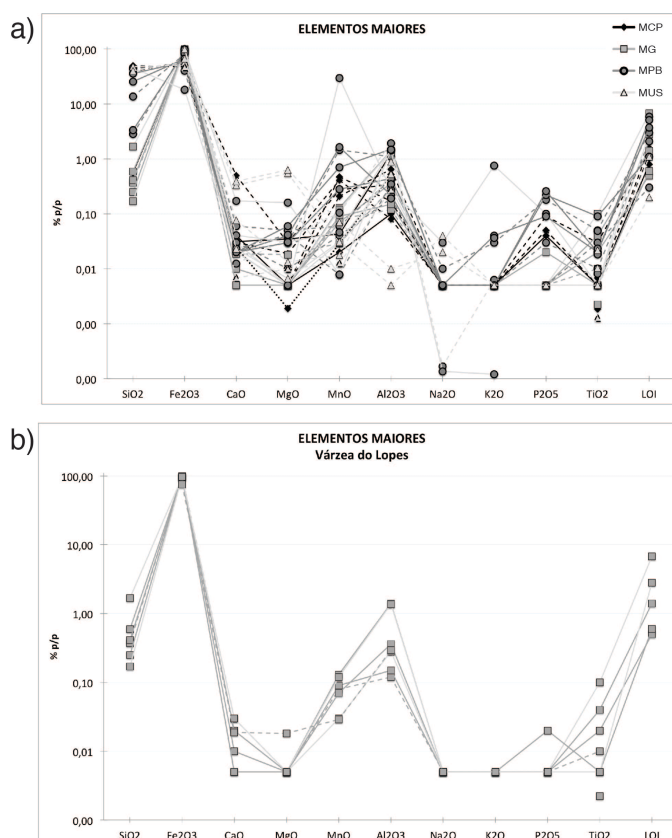 a)
ELEMENTOS MAIORES
MCP
MG
MPB
MUS
100,00
10,00
1,00
0,10
0,01
0,00
0,00
% p/p
SiO2 Fe2O3 CaO MgO MnO Al2O3 Na2O K2O P2O5 TiO2 LOI
b)
ELEMENTOS MAIORES
Várzea do Lopes
100,00
10,00
1,00
0,10
0,01
0,00
% p/p
SiO2 Fe2O3 CaO MgO MnO Al2O3 Na2O K2O P2O5 TiO2 LOI